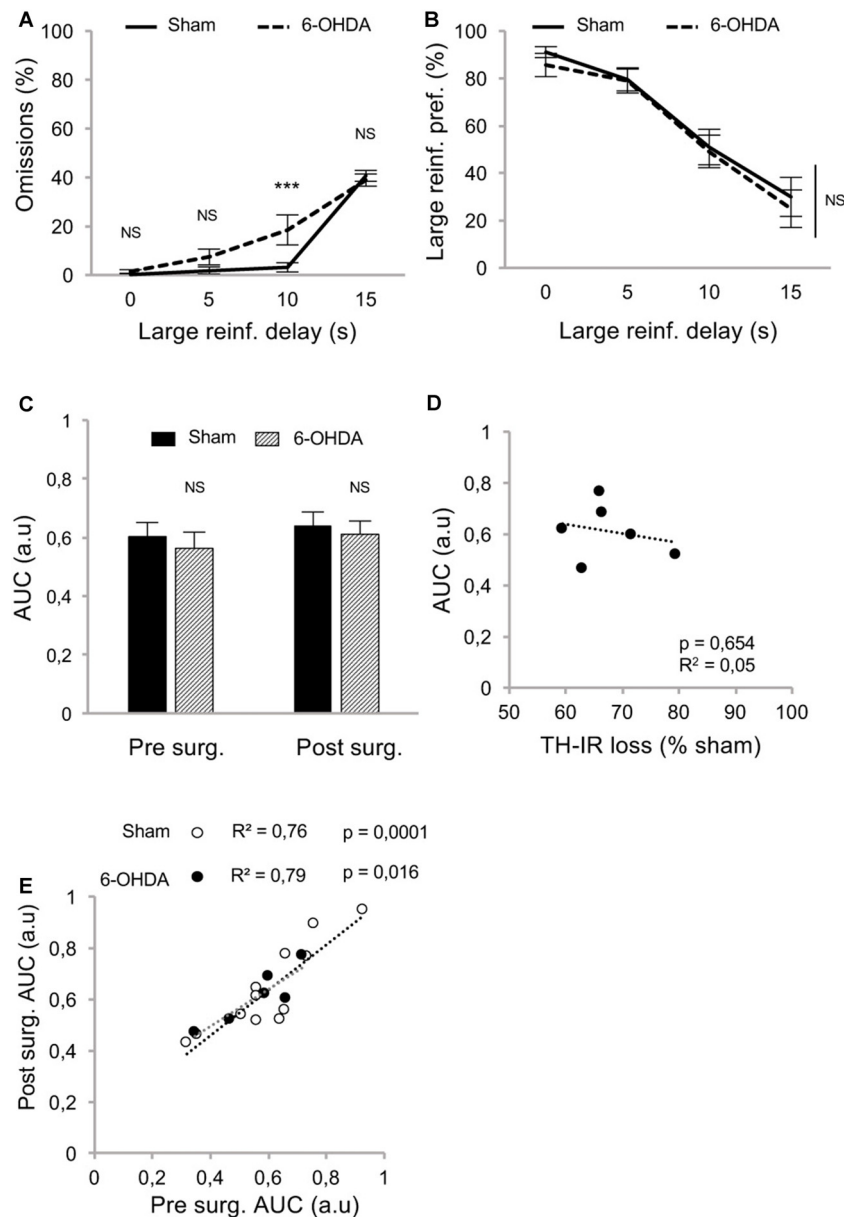 A
Sham
6-OHDA
100
80
60
40
20
0
Omissions (%)
NS
NS
***
NS
0
5
10
15
Large reinf. delay (s)
B
Sham
6-OHDA
100
80
60
40
20
0
Large reinf. pref. (%)
NS
0
5
10
15
Large reinf. delay (s)
C
1
0,8
0,6
0,4
0,2
0
AUC (a.u)
Sham
6-OHDA
NS
NS
Pre surg.
Post surg.
D
1
0,8
0,6
0,4
0,2
0
AUC (a.u)
p = 0,654
R² = 0,05
50
60
70
80
90
100
TH-IR loss (% sham)
Sham R² = 0,76 p = 0,0001
6-OHDA R² = 0,79 p = 0,016
E
1
0,8
0,6
0,4
0,2
0
Post surg. AUC (a.u)
0
0,2
0,4
0,6
0,8
1
Pre surg. AUC (a.u)